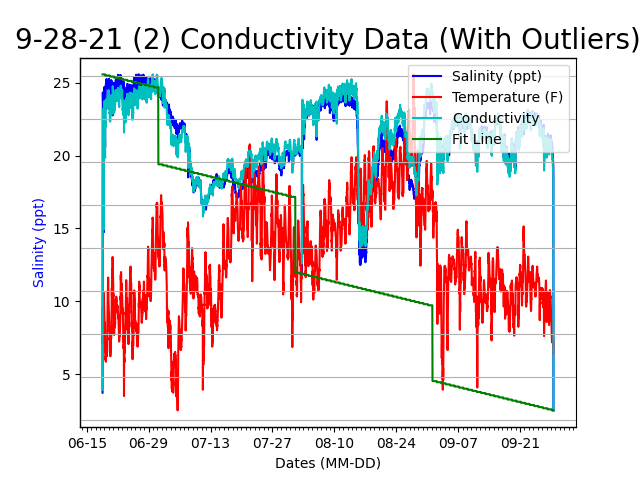 9-28-21 (2) Conductivity Data (With Outliers)
Salinity (ppt)
Temperature (F)
Conductivity
Fit Line
25
20
15
10
5
Salinity (ppt)
06-15 06-29 07-13 07-27 08-10 08-24 09-07 09-21
Dates (MM-DD)